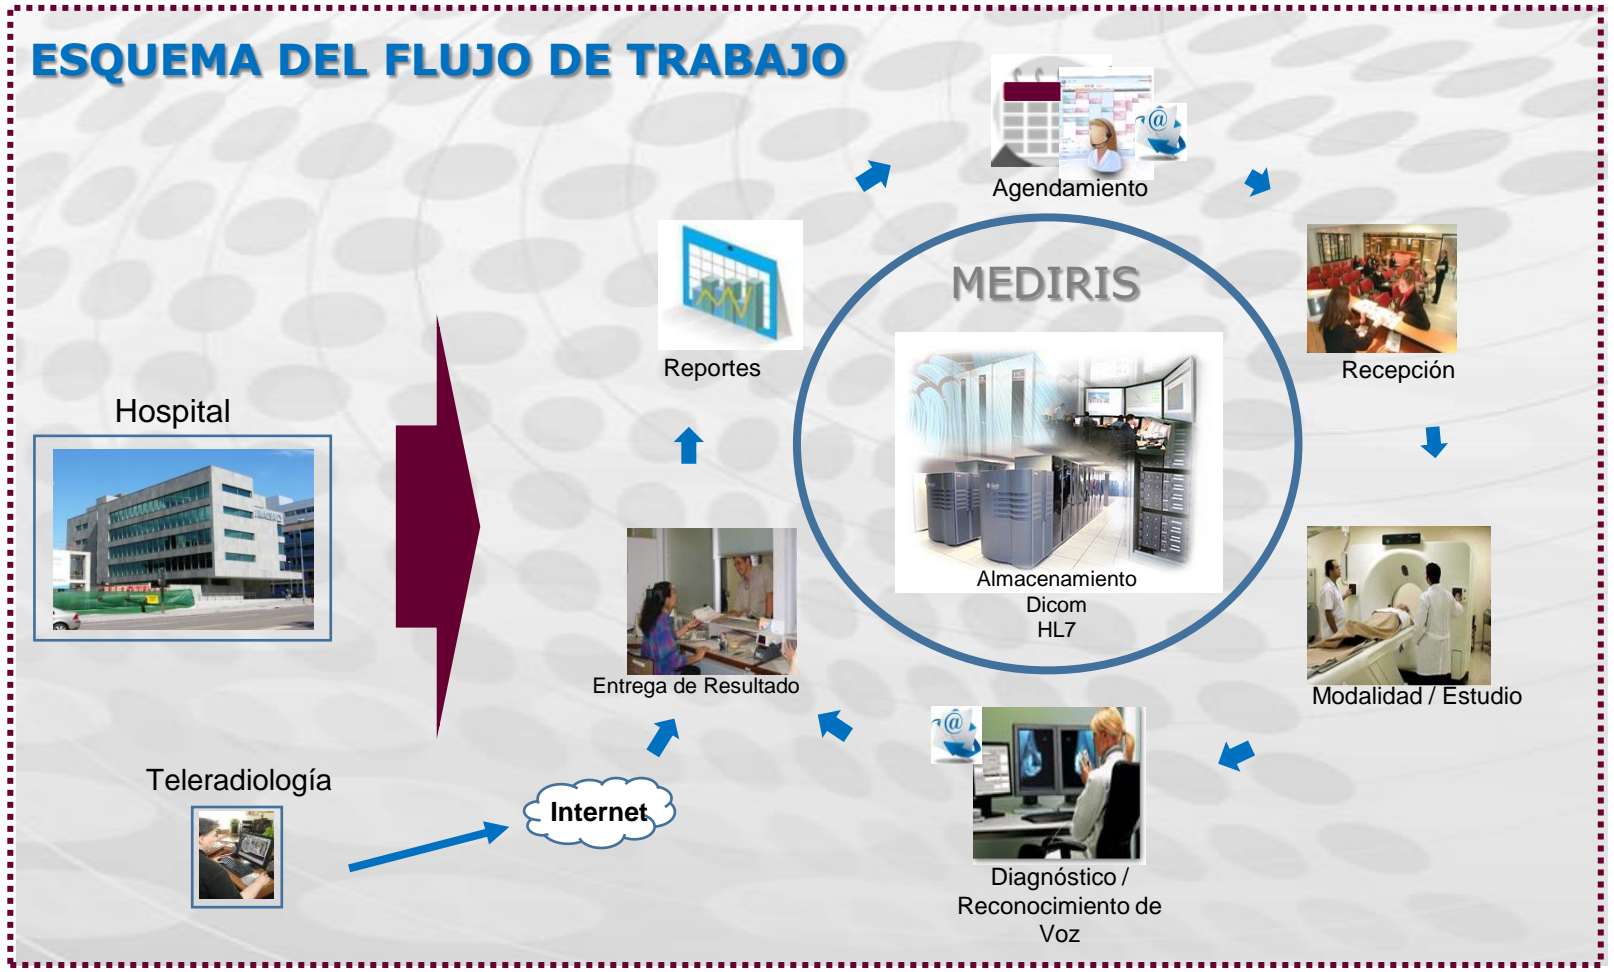 ESQUEMA DEL FLUJO DE TRABAJO
Agendamiento
MEDIRIS
Reportes
Recepción
Hospital
Almacenamiento
Dicom
HL7
Entrega de Resultado
Modalidad / Estudio
Teleradiología
Internet
Diagnóstico /
Reconocimiento de
Voz